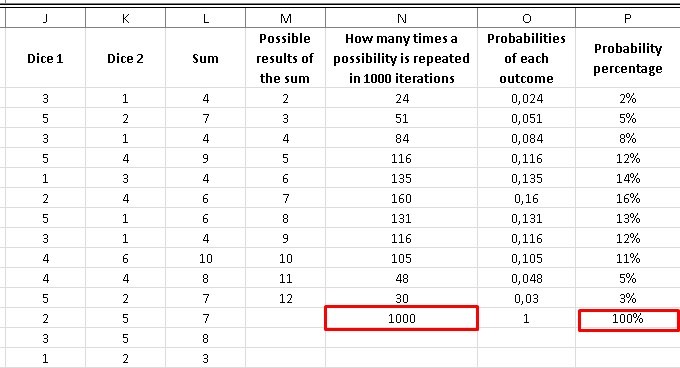 J K L M N O P
Dice 1 Dice 2 Sum Possible results of the sum How many times a possibility is repeated in 1000 iterations Probabilities of each outcome Probability percentage
3 1 4 2 24 0,024 2%
5 2 7 3 51 0,051 5%
3 1 4 4 84 0,084 8%
5 4 9 5 116 0,116 12%
1 3 4 6 135 0,135 14%
2 4 6 7 160 0,16 16%
5 1 6 8 131 0,131 13%
3 1 4 9 116 0,116 12%
4 6 10 10 105 0,105 11%
4 4 8 11 48 0,048 5%
5 2 7 12 30 0,03 3%
2 5 7 1000 1 100%
3 5 8
1 2 3